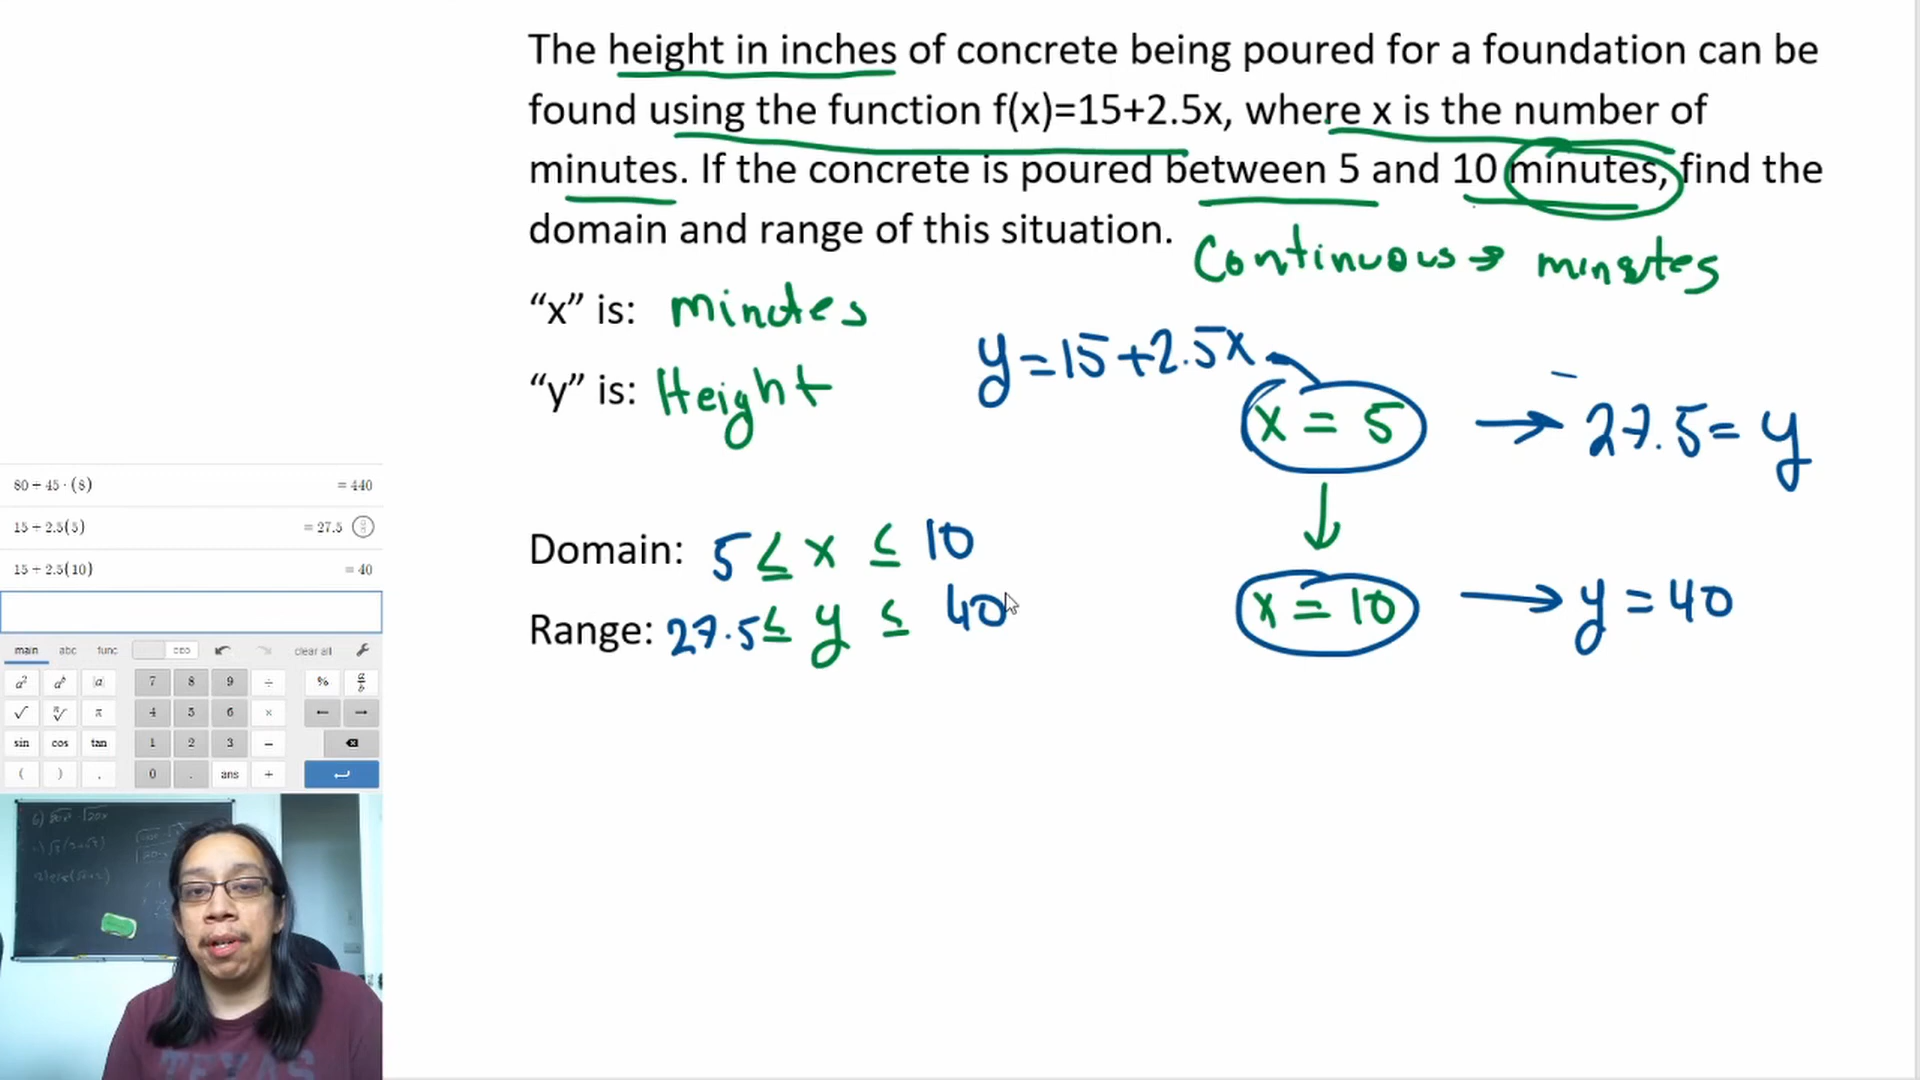 The height in inches of concrete being poured for a foundation can be
found using the function f(x)=15+2.5x, where x is the number of
minutes. If the concrete is poured between 5 and 10 minutes, find the
domain and range of this situation.
Continuous → minutes
“x” is: minutes
y=15+2.5x
“y” is: Height
x = 5 → 27.5= y
Domain: 5 ≤ x ≤ 10
x = 10 → y = 40
Range: 27.5 ≤ y ≤ 40
80 + 45 · (8) = 440
15 + 2.5(5) = 27.5
15 + 2.5(10) = 40
main abc func clear all
a² aᵇ |a| 7 8 9 ÷ % a/b
√ ⁿ√ π 4 5 6 × ← →
sin cos tan 1 2 3 −
( ) , 0 . ans +
TEXAS